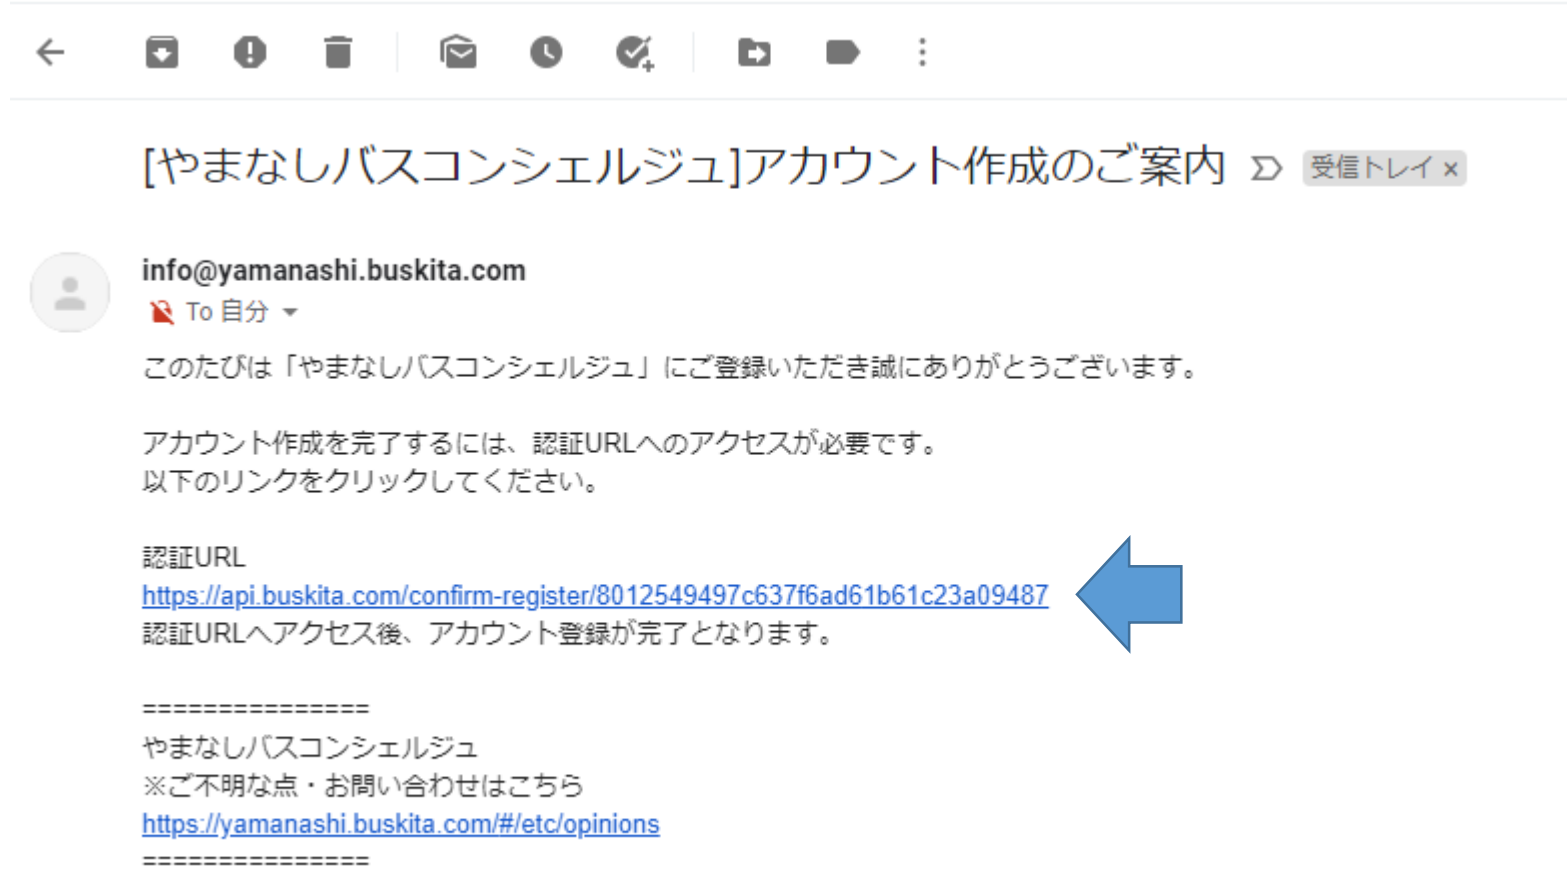 [やまなしバスコンシェルジュ]アカウント作成のご案内 受信トレイ ×
info@yamanashi.buskita.com
To 自分
このたびは「やまなしバスコンシェルジュ」にご登録いただき誠にありがとうございます。
アカウント作成を完了するには、認証URLへのアクセスが必要です。
以下のリンクをクリックしてください。
認証URL
https://api.buskita.com/confirm-register/8012549497c637f6ad61b61c23a09487
認証URLへアクセス後、アカウント登録が完了となります。
===============
やまなしバスコンシェルジュ
※ご不明な点・お問い合わせはこちら
https://yamanashi.buskita.com/#/etc/opinions
===============